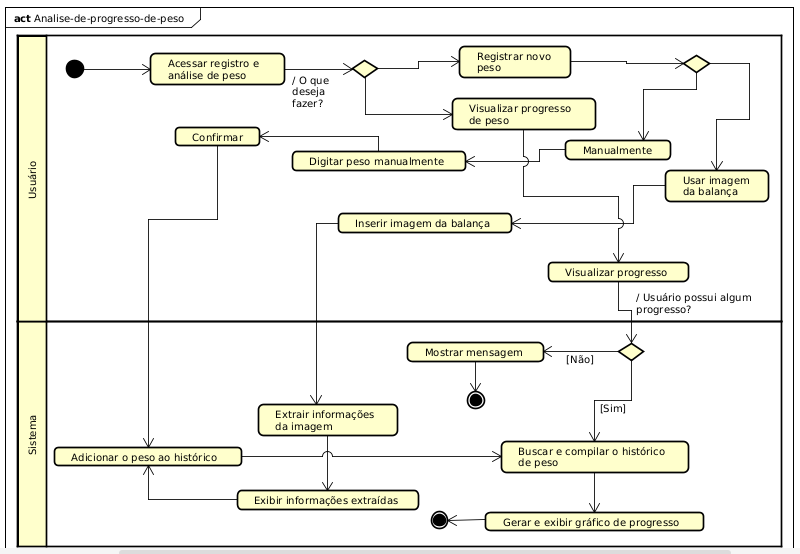 act Analise-de-progresso-de-peso
Usuário
Acessar registro e
análise de peso
/ O que
deseja
fazer?
Registrar novo
peso
Visualizar progresso
de peso
Confirmar
Digitar peso manualmente
Manualmente
Usar imagem
da balança
Inserir imagem da balança
Visualizar progresso
/ Usuário possui algum
progresso?
Sistema
Mostrar mensagem
[Não]
[Sim]
Extrair informações
da imagem
Adicionar o peso ao histórico
Buscar e compilar o histórico
de peso
Exibir informações extraídas
Gerar e exibir gráfico de progresso